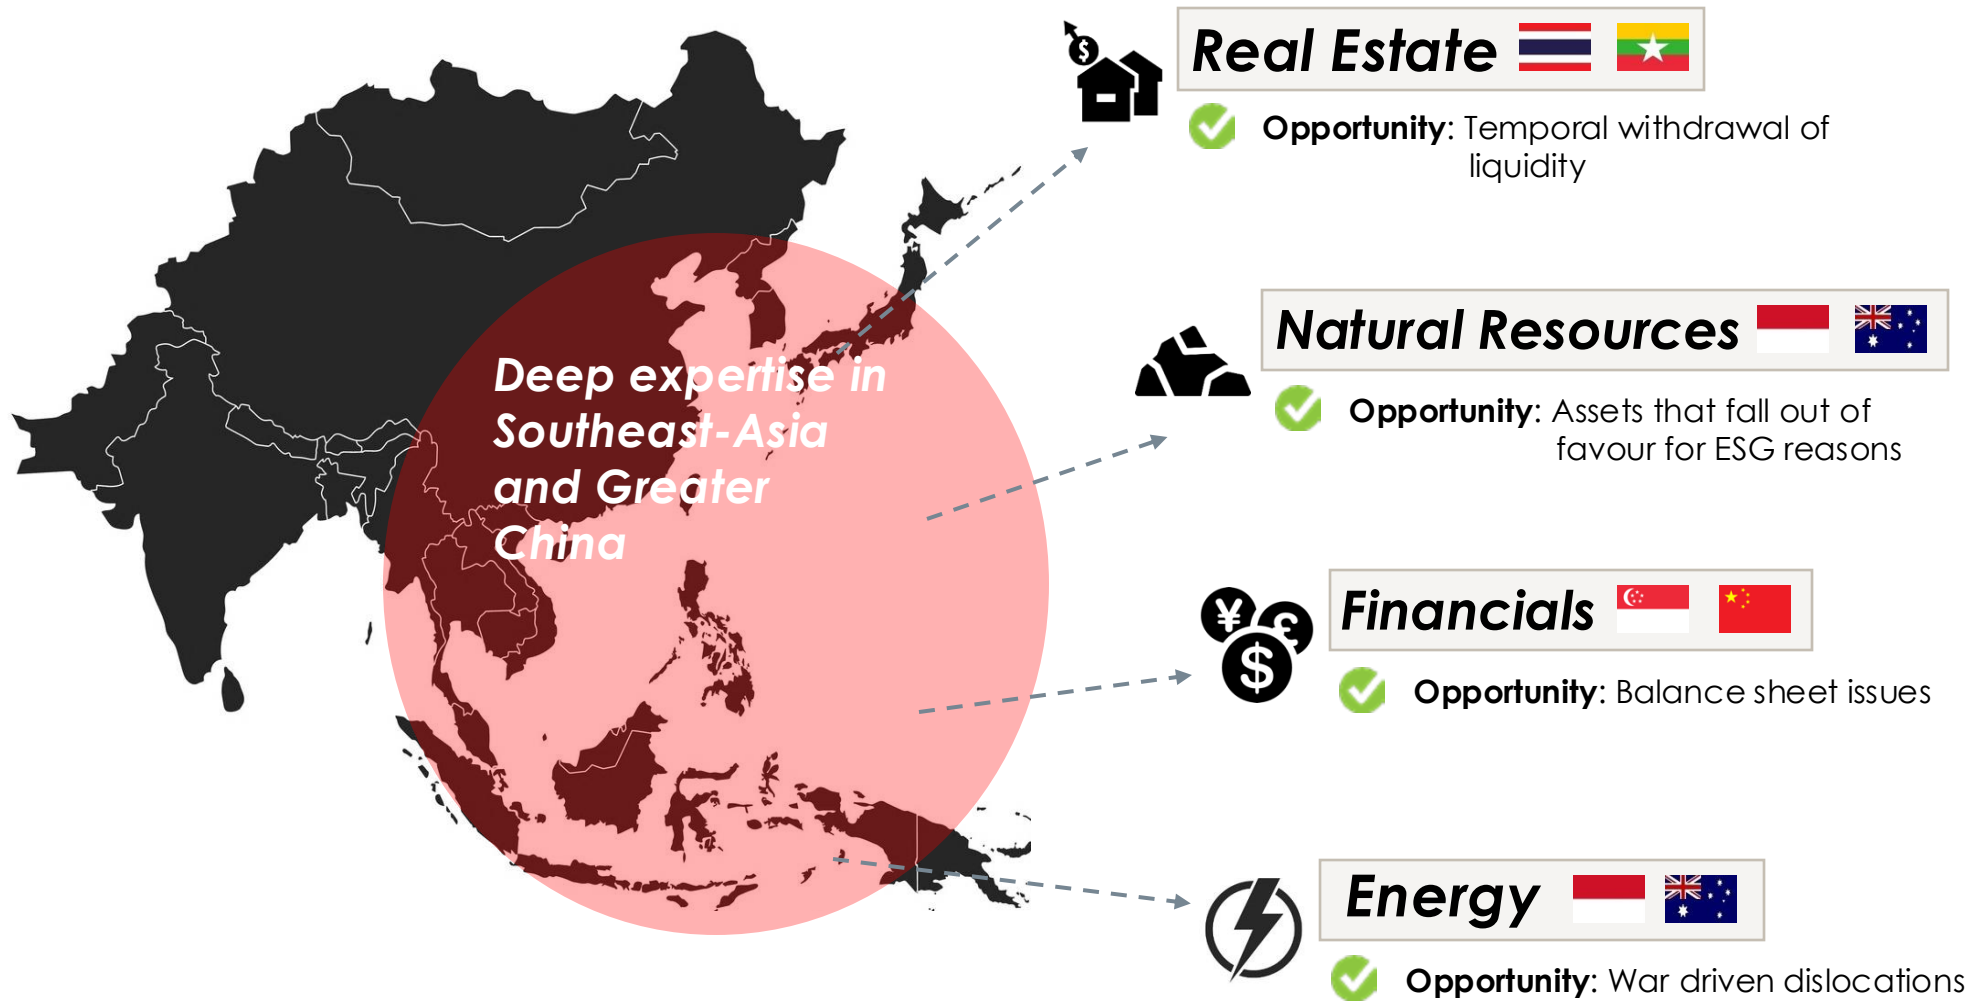 Deep expertise in
Southeast-Asia
and Greater
China
$
Real Estate
Opportunity: Temporal withdrawal of
liquidity
Natural Resources
Opportunity: Assets that fall out of
favour for ESG reasons
¥ £
$
Financials
Opportunity: Balance sheet issues
Energy
Opportunity: War driven dislocations